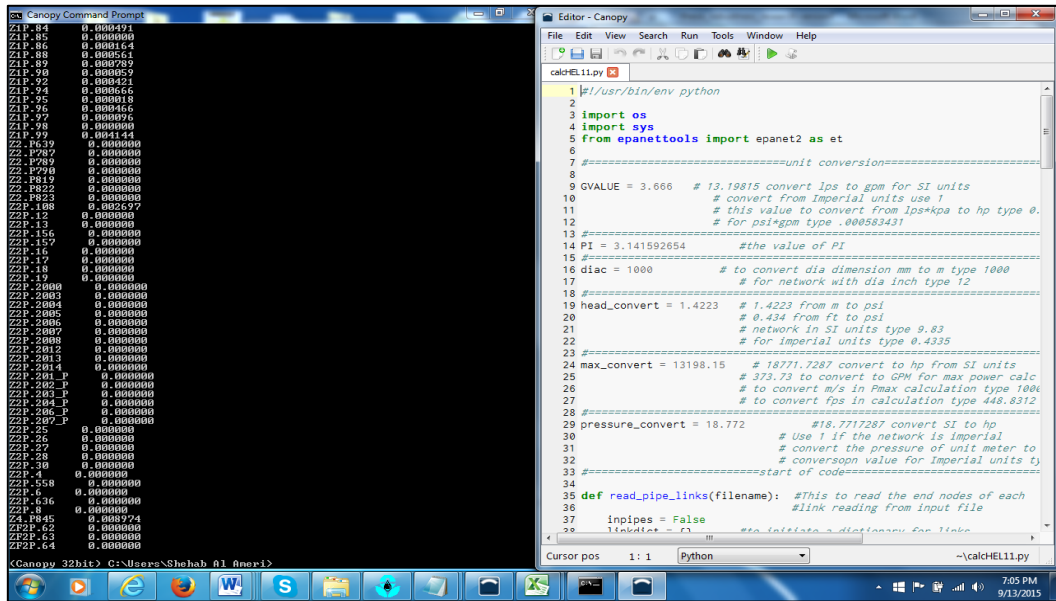 Canopy Command Prompt
Z1P.84 0.000491
Z1P.85 0.000000
Z1P.86 0.000164
Z1P.88 0.000561
Z1P.89 0.000789
Z1P.90 0.000059
Z1P.92 0.000421
Z1P.94 0.000666
Z1P.95 0.000018
Z1P.96 0.000466
Z1P.97 0.000096
Z1P.98 0.000000
Z1P.99 0.004144
Z2.P639 0.000000
Z2.P787 0.000000
Z2.P789 0.000000
Z2.P790 0.000000
Z2.P819 0.000000
Z2.P822 0.000000
Z2.P823 0.000000
Z2P.108 0.002697
Z2P.12 0.000000
Z2P.13 0.000000
Z2P.156 0.000000
Z2P.157 0.000000
Z2P.16 0.000000
Z2P.17 0.000000
Z2P.18 0.000000
Z2P.19 0.000000
Z2P.2000 0.000000
Z2P.2003 0.000000
Z2P.2004 0.000000
Z2P.2005 0.000000
Z2P.2006 0.000000
Z2P.2007 0.000000
Z2P.2008 0.000000
Z2P.2012 0.000000
Z2P.2013 0.000000
Z2P.2014 0.000000
Z2P.201_P 0.000000
Z2P.202_P 0.000000
Z2P.203_P 0.000000
Z2P.204_P 0.000000
Z2P.206_P 0.000000
Z2P.207_P 0.000000
Z2P.25 0.000000
Z2P.26 0.000000
Z2P.27 0.000000
Z2P.28 0.000000
Z2P.30 0.000000
Z2P.4 0.000000
Z2P.558 0.000000
Z2P.6 0.000000
Z2P.636 0.000000
Z2P.8 0.000000
Z4.P845 0.008974
ZF2P.62 0.000000
ZF2P.63 0.000000
ZF2P.64 0.000000
(Canopy 32bit) C:\Users\Shehab Al Ameri>
Editor - Canopy
File Edit View Search Run Tools Window Help
calcHEL11.py
1 #!/usr/bin/env python
2
3 import os
4 import sys
5 from epanettools import epanet2 as et
6
7 #==============================unit conversion========================
8
9 GVALUE = 3.666 # 13.19815 convert lps to gpm for SI units
10 # convert from Imperial units use 1
11 # this value to convert from lps*kpa to hp type 0.
12 # for psi*gpm type .000583431
13 #======================================================================
14 PI = 3.141592654 #the value of PI
15 #======================================================================
16 diac = 1000 # to convert dia dimension mm to m type 1000
17 # for network with dia inch type 12
18 #======================================================================
19 head_convert = 1.4223 # 1.4223 from m to psi
20 # 0.434 from ft to psi
21 # network in SI units type 9.83
22 # for imperial units type 0.4335
23 #======================================================================
24 max_convert = 13198.15 # 18771.7287 convert to hp from SI units
25 # 373.73 to convert to GPM for max power calc
26 # to convert m/s in Pmax calculation type 1000
27 # to convert fps in calculation type 448.8312
28 #======================================================================
29 pressure_convert = 18.772 #18.7717287 convert SI to hp
30 # Use 1 if the network is imperial
31 # convert the pressure of unit meter to
32 # conversopn value for Imperial units ty
33 #==========================start of code===============================
34
35 def read_pipe_links(filename): #This to read the end nodes of each
36 #link reading from input file
37 inpipes = False
38 linkdict = {} #to initiate a dictionary for links
Cursor pos 1: 1 Python ~\calcHEL11.py
7:05 PM
9/13/2015